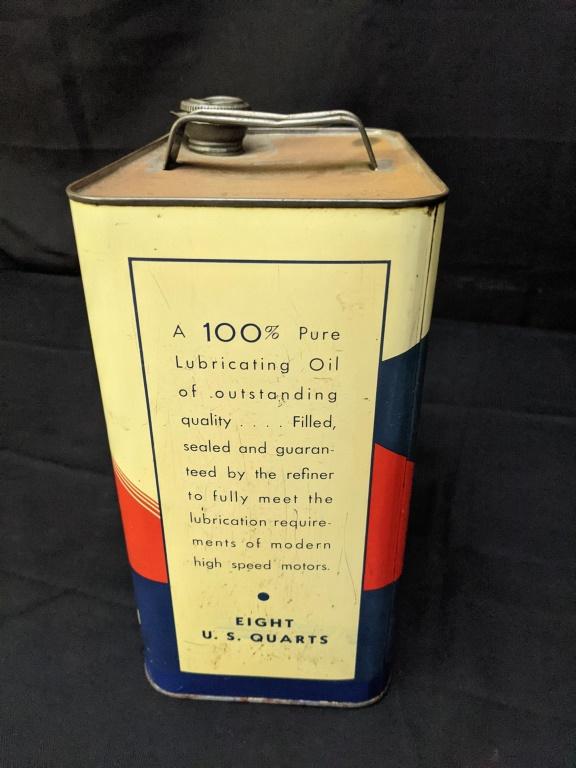 A 100% Pure
Lubricating Oil
of outstanding
quality . . . . Filled,
sealed and guaran-
teed by the refiner
to fully meet the
lubrication require-
ments of modern
high speed motors.
EIGHT
U. S. QUARTS